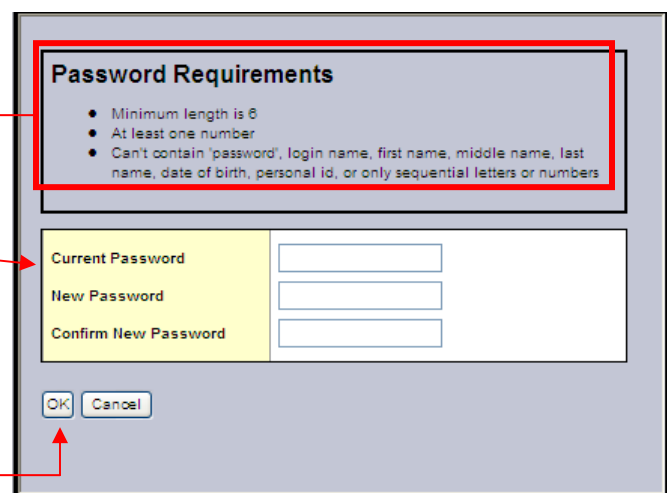 Password Requirements
Minimum length is 6
At least one number
Can't contain 'password', login name, first name, middle name, last
name, date of birth, personal id, or only sequential letters or numbers
Current Password
New Password
Confirm New Password
OK Cancel